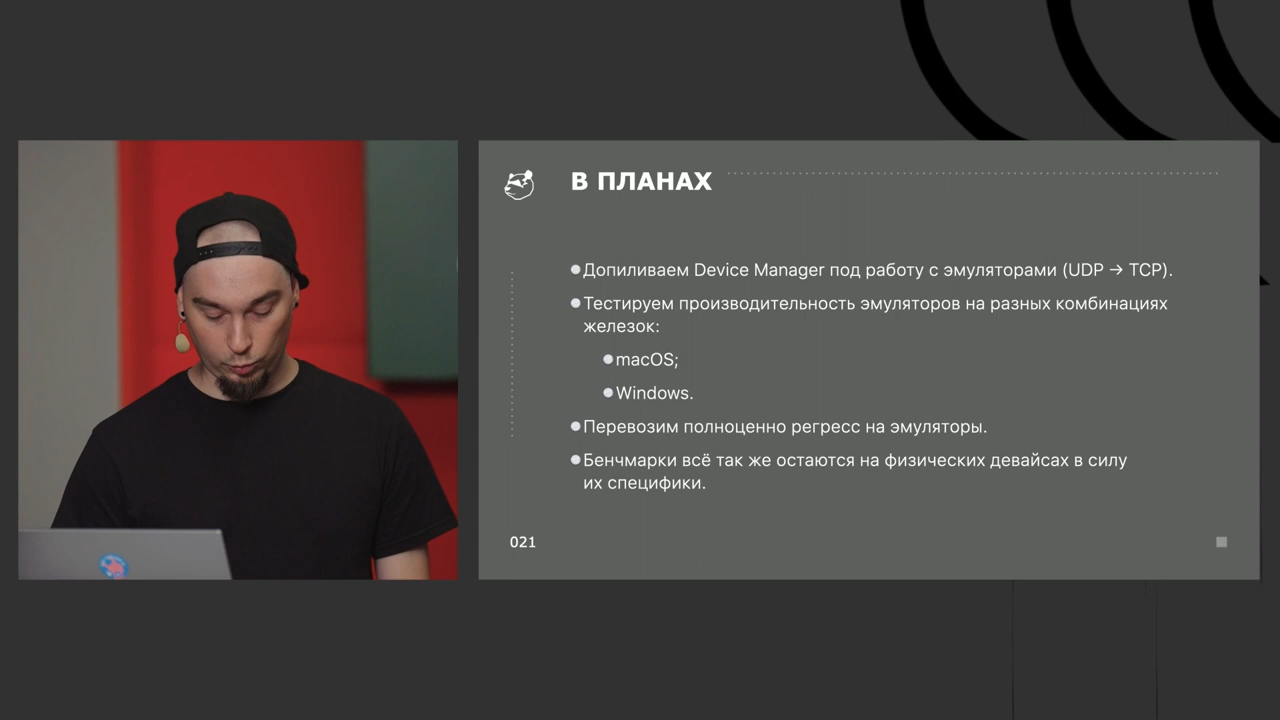 В ПЛАНАХ
Допиливаем Device Manager под работу с эмуляторами (UDP → TCP).
Тестируем производительность эмуляторов на разных комбинациях
железок:
macOS;
Windows.
Перевозим полноценно регресс на эмуляторы.
Бенчмарки всё так же остаются на физических девайсах в силу
их специфики.
021